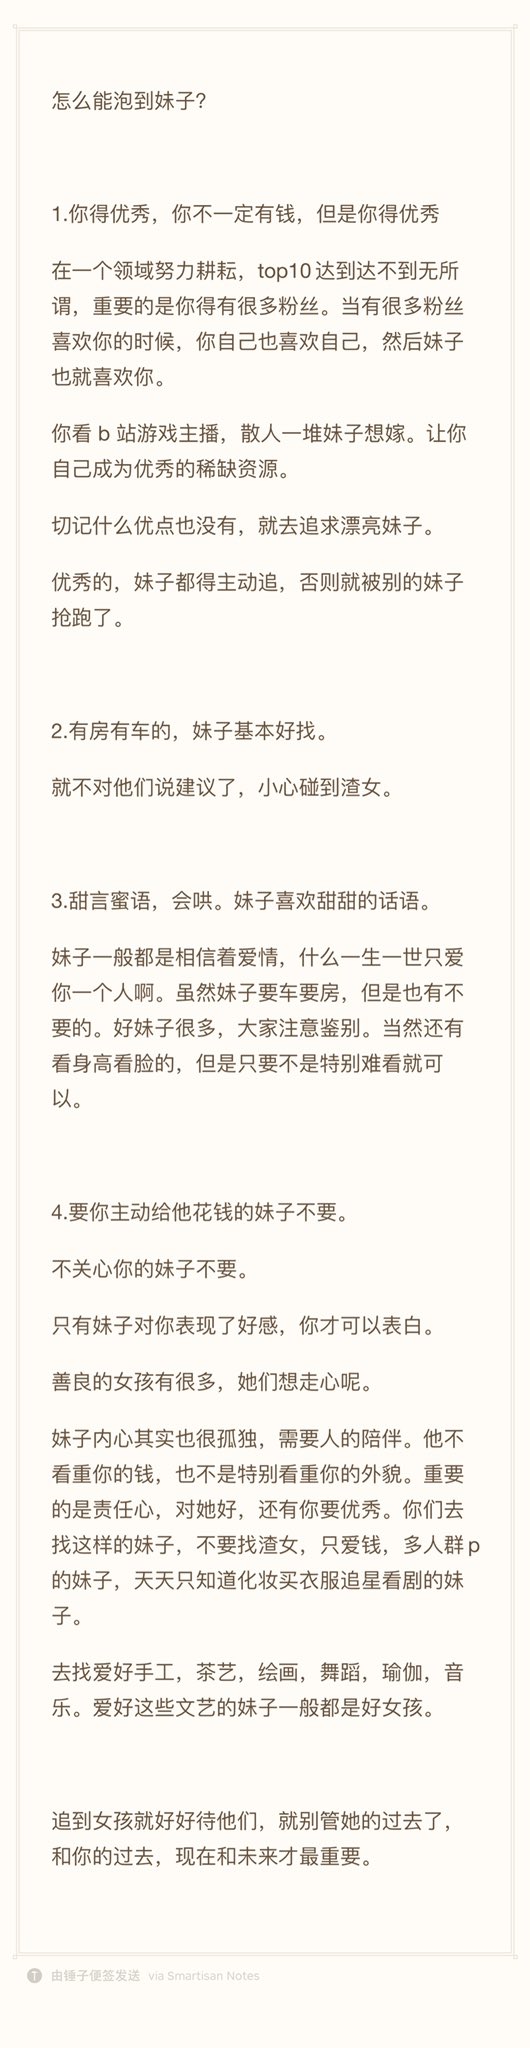 怎么能泡到妹子？
1.你得优秀，你不一定有钱，但是你得优秀
在一个领域努力耕耘，top10 达到达不到无所
谓，重要的是你得有很多粉丝。当有很多粉丝
喜欢你的时候，你自己也喜欢自己，然后妹子
也就喜欢你。
你看 b 站游戏主播，散人一堆妹子想嫁。让你
自己成为优秀的稀缺资源。
切记什么优点也没有，就去追求漂亮妹子。
优秀的，妹子都得主动追，否则就被别的妹子
抢跑了。
2.有房有车的，妹子基本好找。
就不对他们说建议了，小心碰到渣女。
3.甜言蜜语，会哄。妹子喜欢甜甜的话语。
妹子一般都是相信着爱情，什么一生一世只爱
你一个人啊。虽然妹子要车要房，但是也有不
要的。好妹子很多，大家注意鉴别。当然还有
看身高看脸的，但是只要不是特别难看就可
以。
4.要你主动给他花钱的妹子不要。
不关心你的妹子不要。
只有妹子对你表现了好感，你才可以表白。
善良的女孩有很多，她们想走心呢。
妹子内心其实也很孤独，需要人的陪伴。他不
看重你的钱，也不是特别看重你的外貌。重要
的是责任心，对她好，还有你要优秀。你们去
找这样的妹子，不要找渣女，只爱钱，多人群 p
的妹子，天天只知道化妆买衣服追星看剧的妹
子。
去找爱好手工，茶艺，绘画，舞蹈，瑜伽，音
乐。爱好这些文艺的妹子一般都是好女孩。
追到女孩就好好待他们，就别管她的过去了，
和你的过去，现在和未来才最重要。
T 由锤子便签发送 via Smartisan Notes